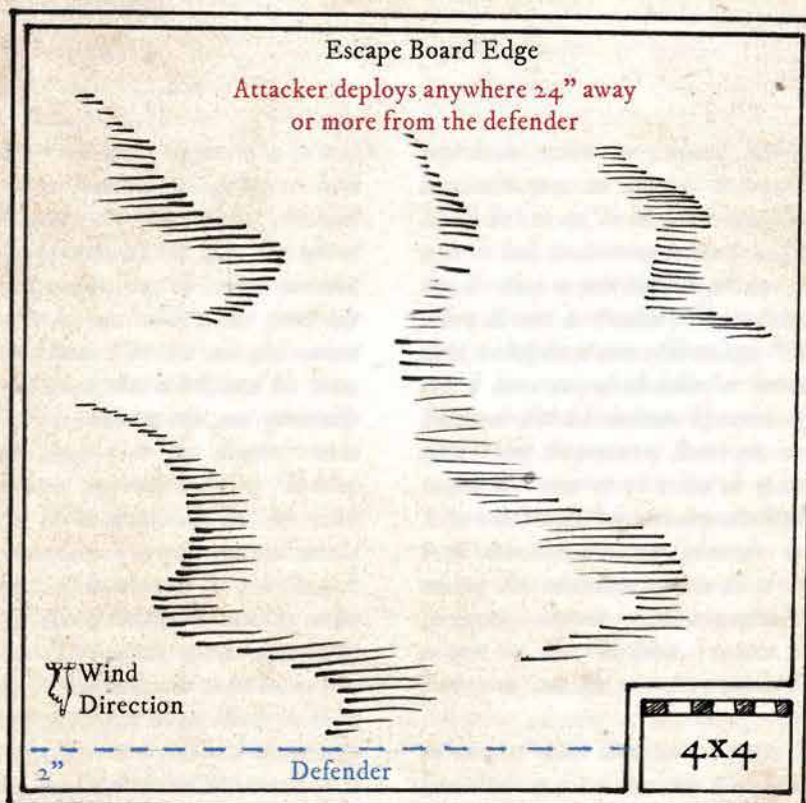 Escape Board Edge
Attacker deploys anywhere 24” away
or more from the defender
Wind
Direction
2”
Defender
4x4